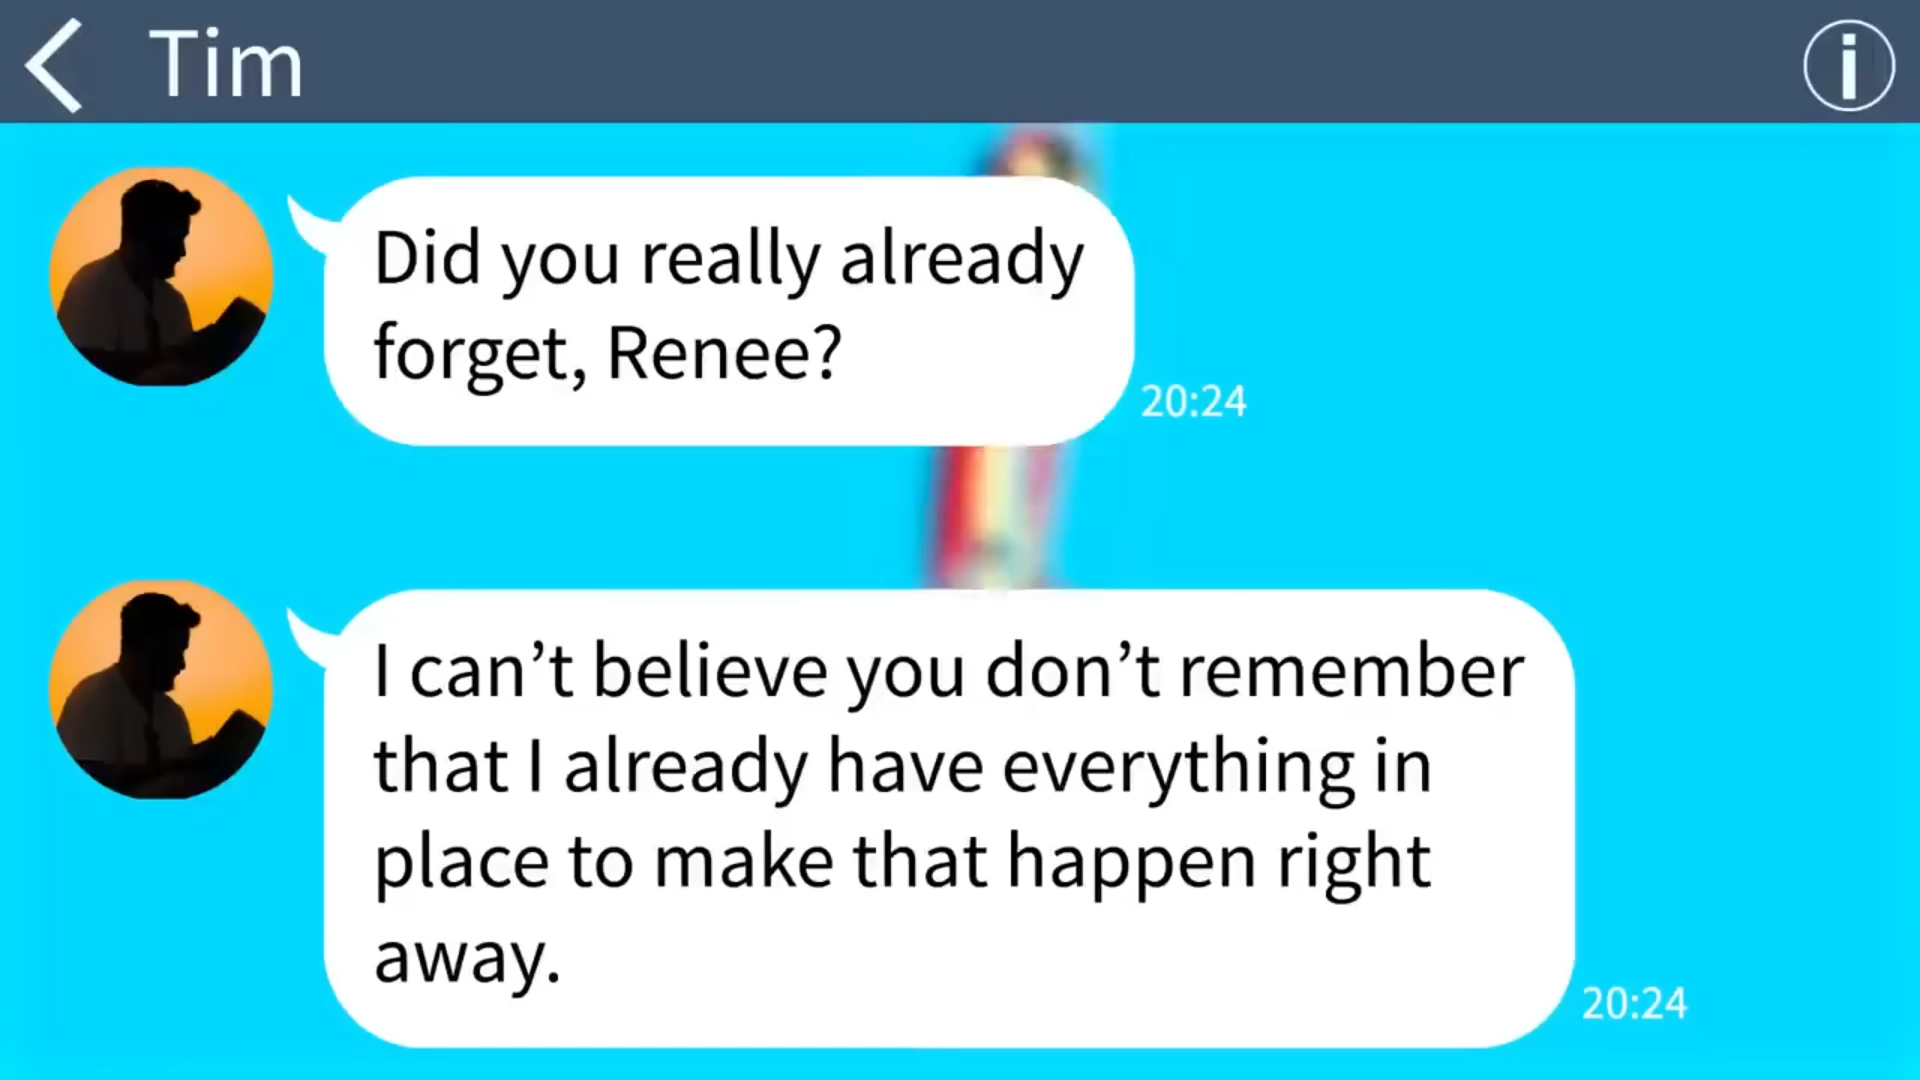 Tim
Did you really already
forget, Renee?
20:24
I can’t believe you don’t remember
that I already have everything in
place to make that happen right
away.
20:24